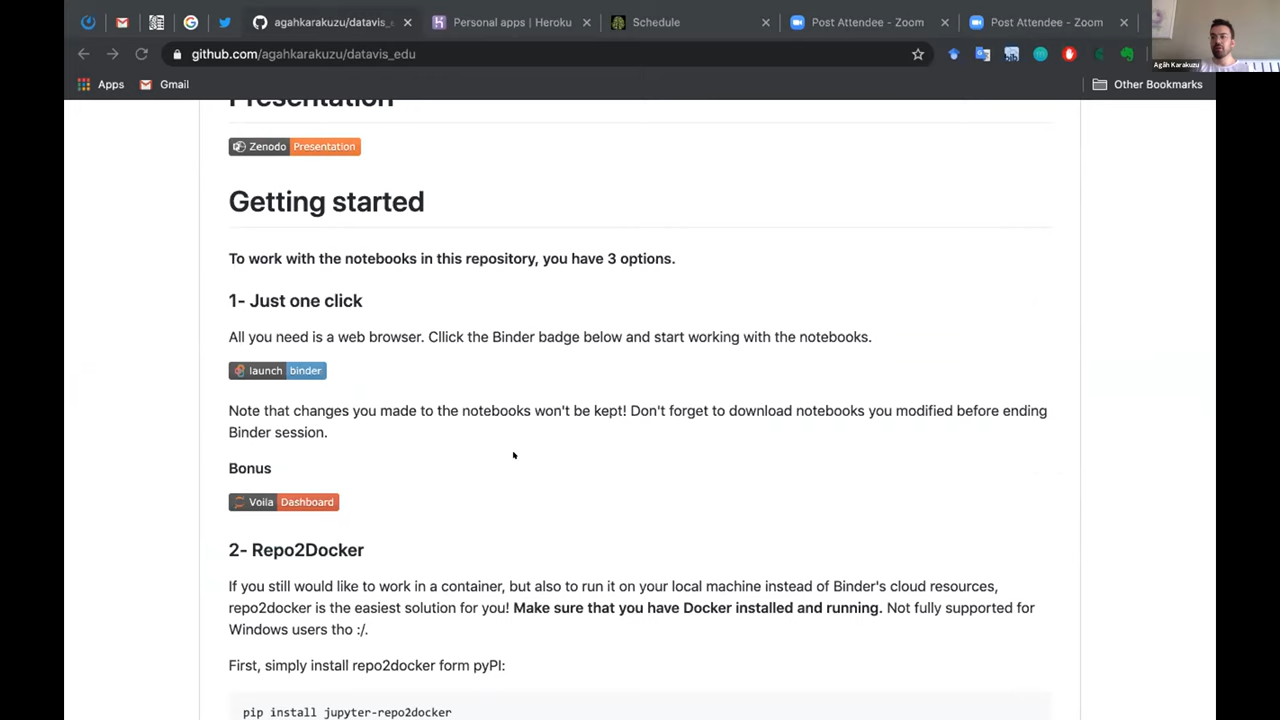 agahkarakuzu/datavis_e
Personal apps | Heroku
Schedule
Post Attendee - Zoom
Post Attendee - Zoom
github.com/agahkarakuzu/datavis_edu
Agâh Karakuzu
Apps
Gmail
Other Bookmarks
Presentation
Zenodo Presentation
Getting started
To work with the notebooks in this repository, you have 3 options.
1- Just one click
All you need is a web browser. Click the Binder badge below and start working with the notebooks.
launch binder
Note that changes you made to the notebooks won't be kept! Don't forget to download notebooks you modified before ending
Binder session.
Bonus
Voila Dashboard
2- Repo2Docker
If you still would like to work in a container, but also to run it on your local machine instead of Binder's cloud resources,
repo2docker is the easiest solution for you! Make sure that you have Docker installed and running. Not fully supported for
Windows users tho :/.
First, simply install repo2docker form pyPI:
pip install jupyter-repo2docker